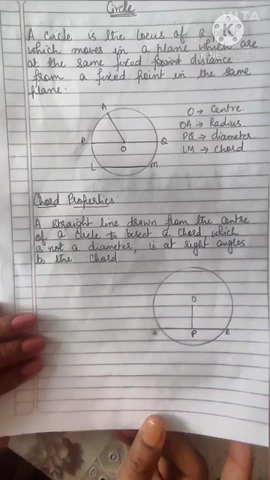 Circle
A circle is the locus of a
which moves in a plane which are
at the same fixed point distance
from a fixed point in the same
plane.
A
O → Centre
OA → Radius
PQ → diameter
LM → Chord
P
O
Q
L
M
Chord Properties
A straight line drawn from the centre
of a circle to bisect a chord, which
is not a diameter, is at right angles
to the chord
O
P
E